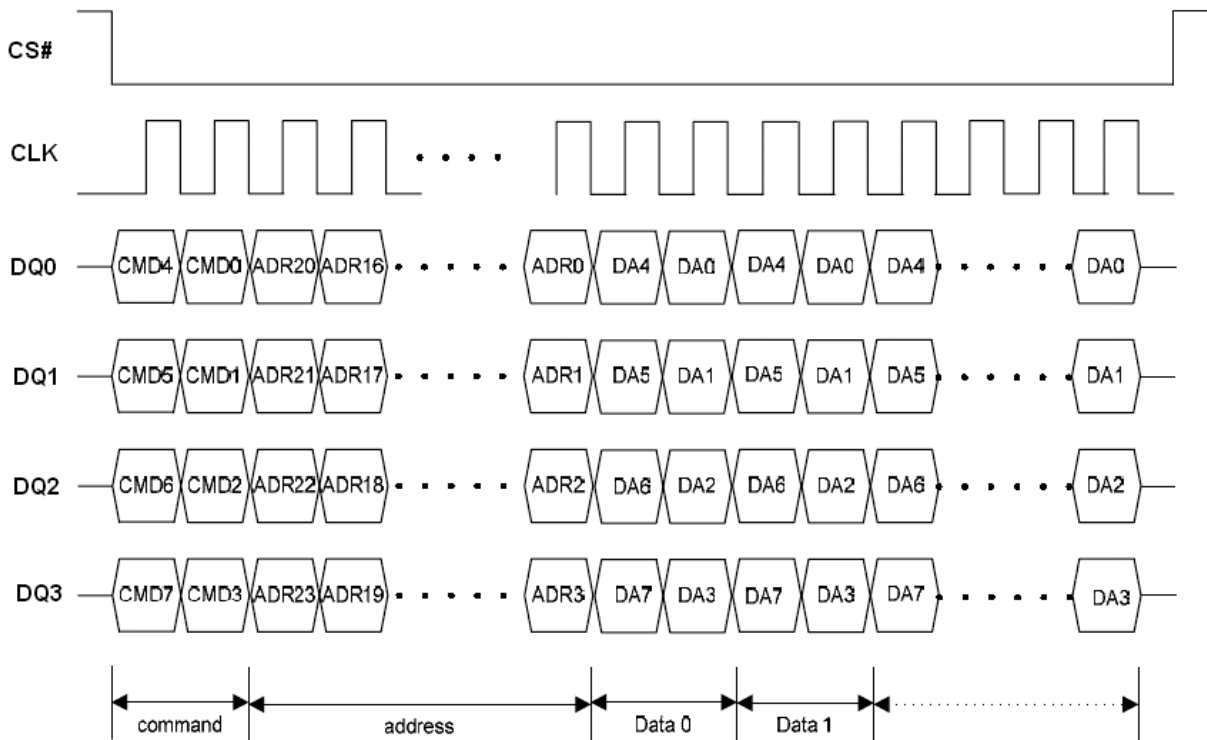 CS#
CLK
DQ0 CMD4 CMD0 ADR20 ADR16 ADR0 DA4 DA0 DA4 DA0 DA4 DA0
DQ1 CMD5 CMD1 ADR21 ADR17 ADR1 DA5 DA1 DA5 DA1 DA5 DA1
DQ2 CMD6 CMD2 ADR22 ADR18 ADR2 DA6 DA2 DA6 DA2 DA6 DA2
DQ3 CMD7 CMD3 ADR23 ADR19 ADR3 DA7 DA3 DA7 DA3 DA7 DA3
command address Data 0 Data 1